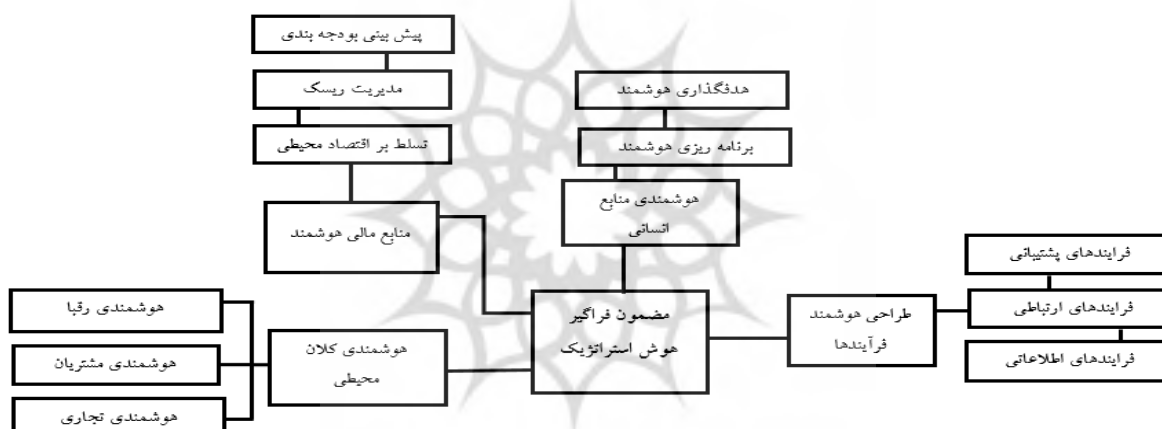 پیش بینی بودجه بندی
مدیریت ریسک
تسلط بر اقتصاد محیطی
منابع مالی هوشمند
هدفگذاری هوشمند
برنامه ریزی هوشمند
هوشمندی منابع
انسانی
فرایندهای پشتیبانی
فرایندهای ارتباطی
فرایندهای اطلاعاتی
طراحی هوشمند
فرآیندها
مضمون فراگیر
هوش استراتژیک
هوشمندی کلان
محیطی
هوشمندی رقبا
هوشمندی مشتریان
هوشمندی تجاری